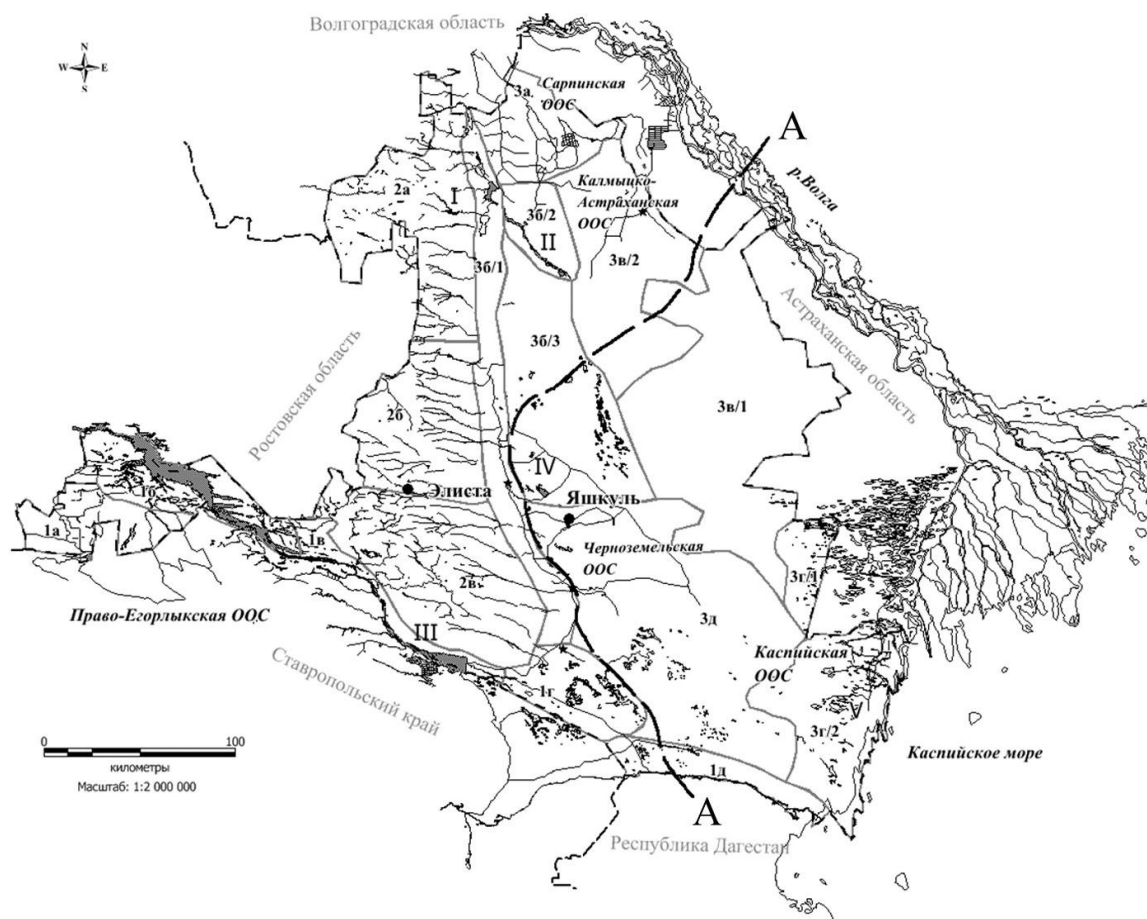 Волгоградская область
N
W E
S
3а
Сарпинская
ООС
А
2а
I
Калмыцко-
Астраханская
ООС
р.Волга
3б/2
II
3б/1
3в/2
Астраханская область
3б/3
Ростовская область
3в/1
2б
IV
Элиста
Яшкуль
1б
1а
1в
Черноземельская
ООС
3г/1
2в
Право-Егорлыкская ООС
III
3д
Каспийская
ООС
Ставропольский край
1г
3г/2
0 100
километры
Масштаб: 1:2 000 000
Каспийское море
1д
А
Республика Дагестан